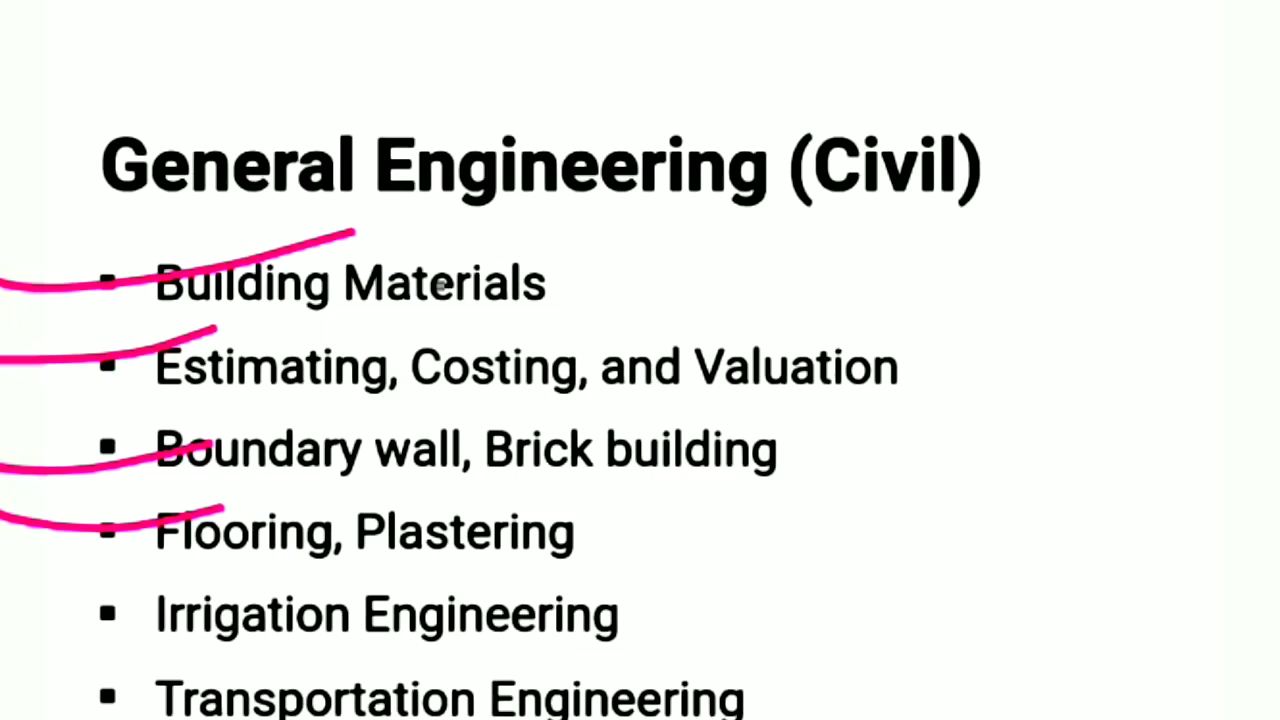 General Engineering (Civil)
▪ Building Materials
▪ Estimating, Costing, and Valuation
▪ Boundary wall, Brick building
▪ Flooring, Plastering
▪ Irrigation Engineering
▪ Transportation Engineering